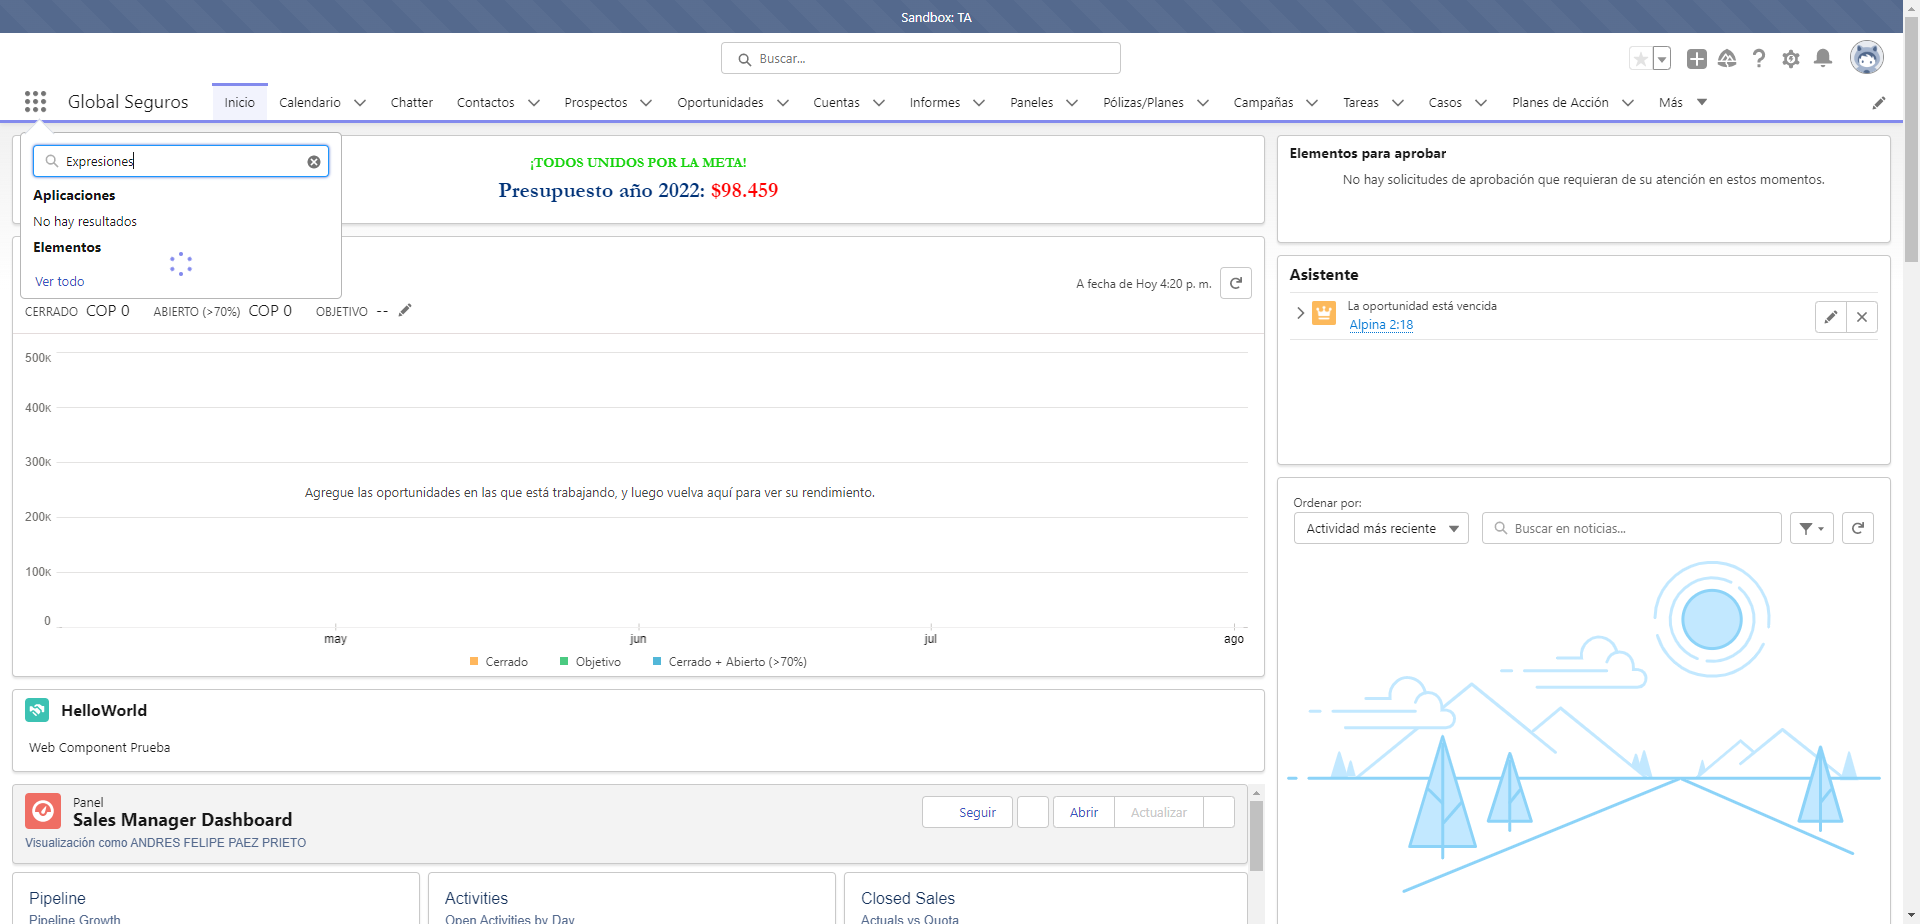 Sandbox: TA
Buscar...
Global Seguros
Inicio
Calendario
Chatter
Contactos
Prospectos
Oportunidades
Cuentas
Informes
Paneles
Pólizas/Planes
Campañas
Tareas
Casos
Planes de Acción
Más
Expresiones
Aplicaciones
No hay resultados
Elementos
Ver todo
¡TODOS UNIDOS POR LA META!
Presupuesto año 2022: $98.459
A fecha de Hoy 4:20 p. m.
CERRADO COP 0 ABIERTO (>70%) COP 0 OBJETIVO --
500K
400K
300K
200K
100K
0
Agregue las oportunidades en las que está trabajando, y luego vuelva aquí para ver su rendimiento.
may jun jul ago
Cerrado Objetivo Cerrado + Abierto (>70%)
HelloWorld
Web Component Prueba
Panel
Sales Manager Dashboard
Visualización como ANDRES FELIPE PAEZ PRIETO
Seguir
Abrir
Actualizar
Pipeline
Pipeline Growth
Activities
Open Activities by Day
Closed Sales
Actuals vs Quota
Elementos para aprobar
No hay solicitudes de aprobación que requieran de su atención en estos momentos.
Asistente
La oportunidad está vencida
Alpina 2:18
Ordenar por:
Actividad más reciente
Buscar en noticias...